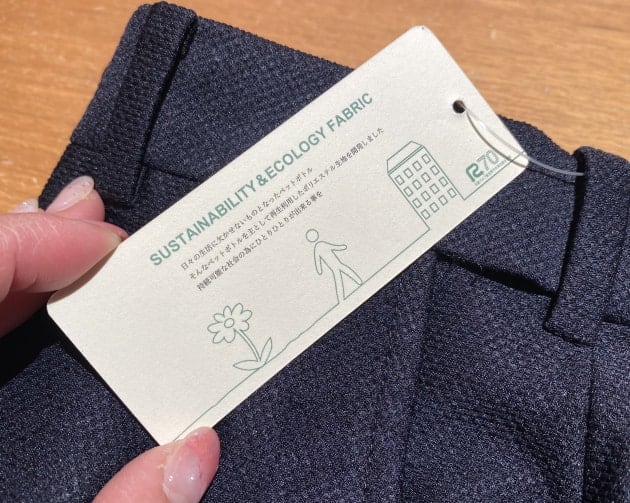 SUSTAINABILITY&ECOLOGY FABRIC
日々の生活に欠かせないものとなったペットボトル
そんなペットボトルを主として再生利用したポリエステル生地を開発しました
持続可能な社会の為にひとりひとりが出来る事を
R70